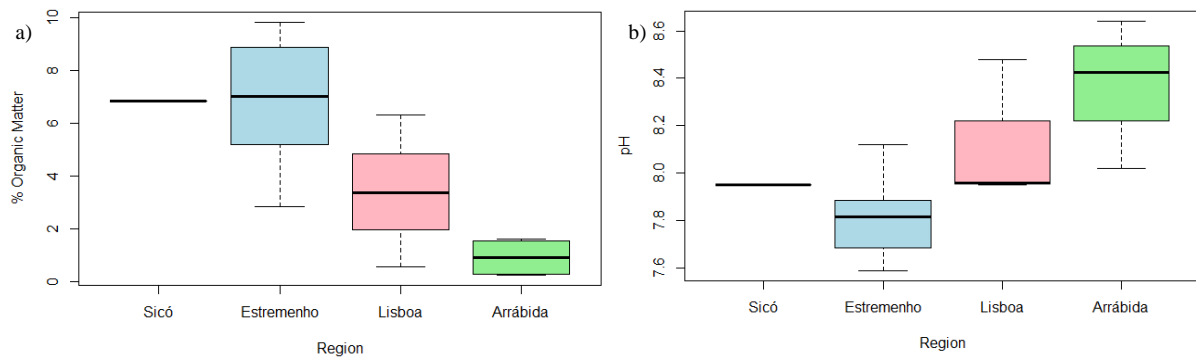 a)
% Organic Matter
10
8
6
4
2
0
Sicó Estremenho Lisboa Arrábida
Region
b)
pH
8.6
8.4
8.2
8.0
7.8
7.6
Sicó Estremenho Lisboa Arrábida
Region